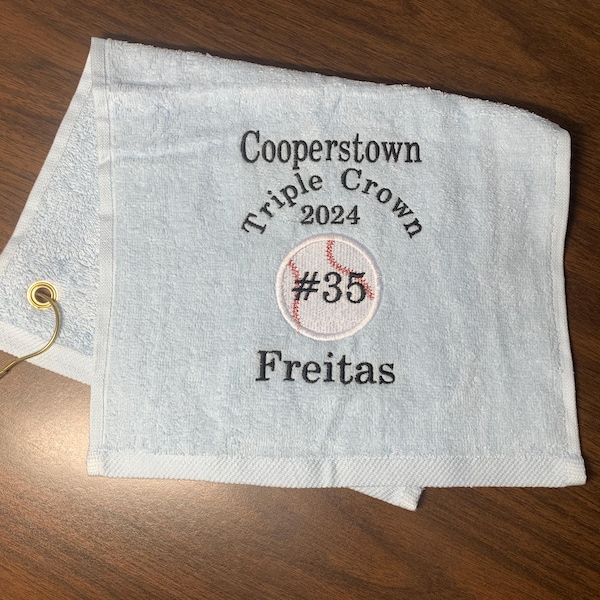 Cooperstown
Triple Crown
2024
#35
Freitas